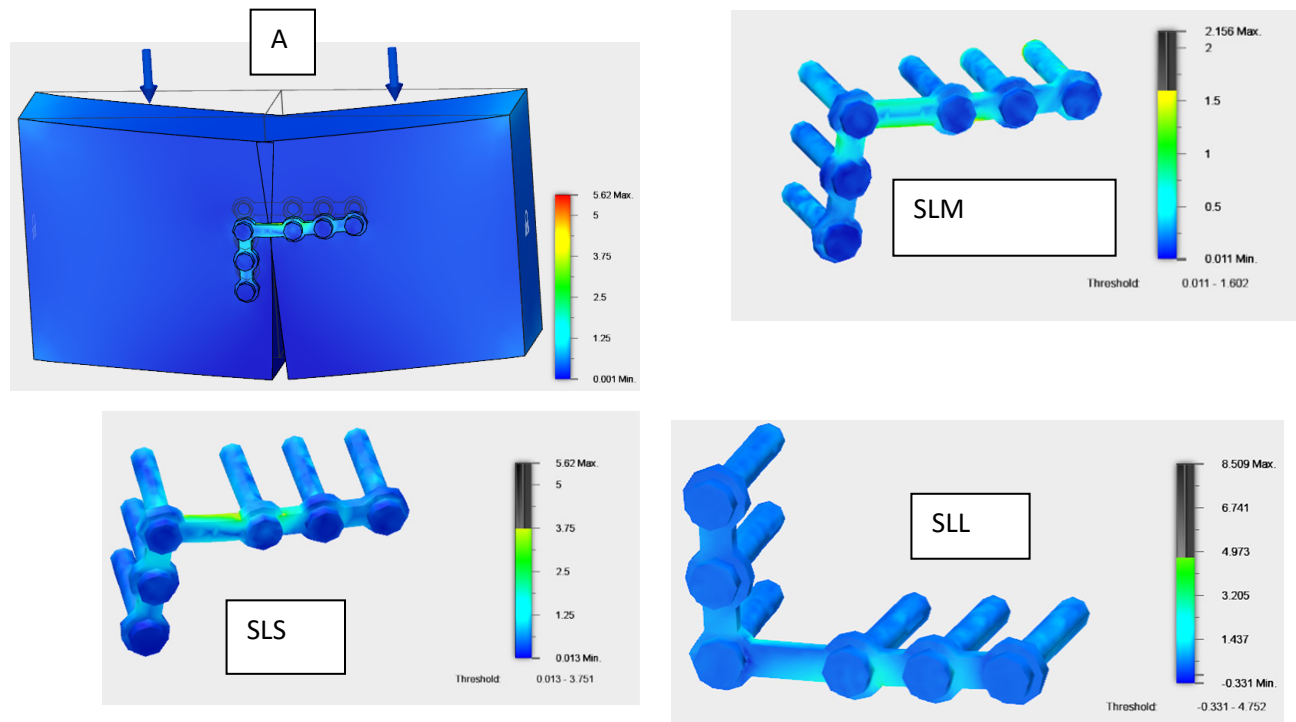 A
5.62 Max.
5
3.75
2.5
1.25
0.001 Min.
SLM
2.156 Max.
2
1.5
1
0.5
0.011 Min.
Threshold: 0.011 - 1.602
SLS
5.62 Max.
5
3.75
2.5
1.25
0.013 Min.
Threshold: 0.013 - 3.751
SLL
8.509 Max.
6.741
4.973
3.205
1.437
-0.331 Min.
Threshold: -0.331 - 4.752